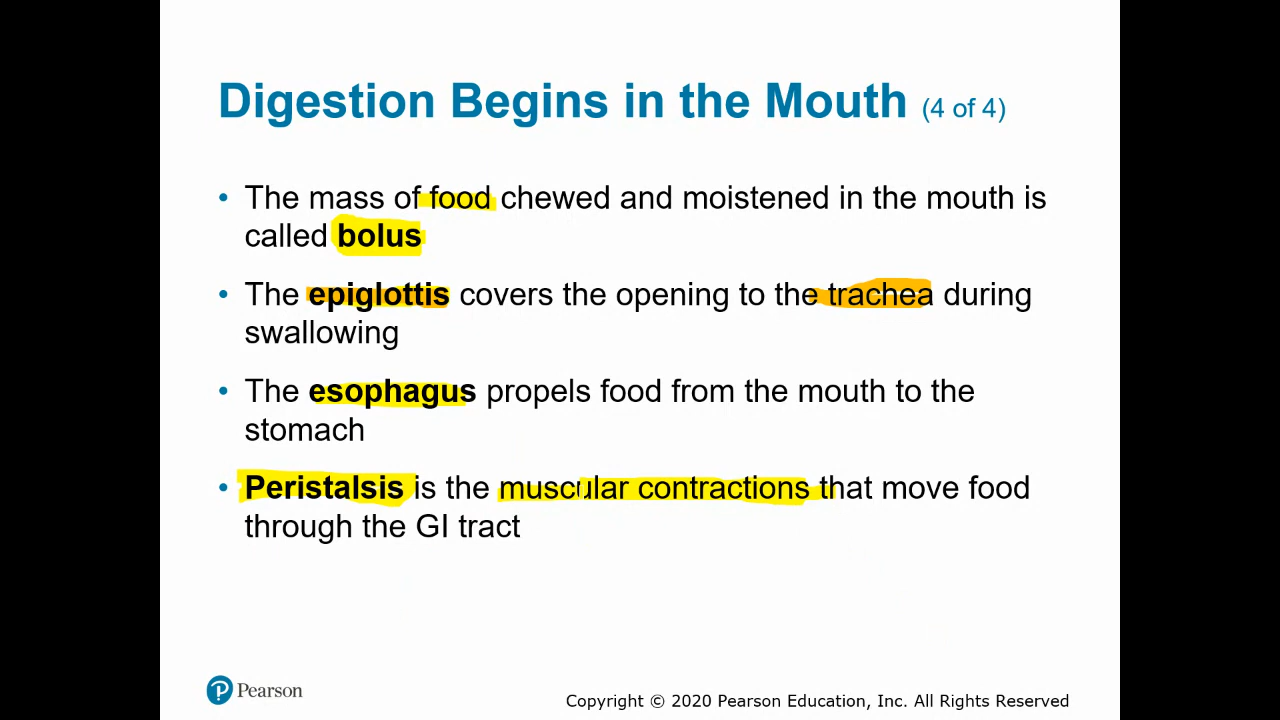 Digestion Begins in the Mouth (4 of 4)
• The mass of food chewed and moistened in the mouth is
called bolus
• The epiglottis covers the opening to the trachea during
swallowing
• The esophagus propels food from the mouth to the
stomach
• Peristalsis is the muscular contractions that move food
through the GI tract
P Pearson
Copyright © 2020 Pearson Education, Inc. All Rights Reserved